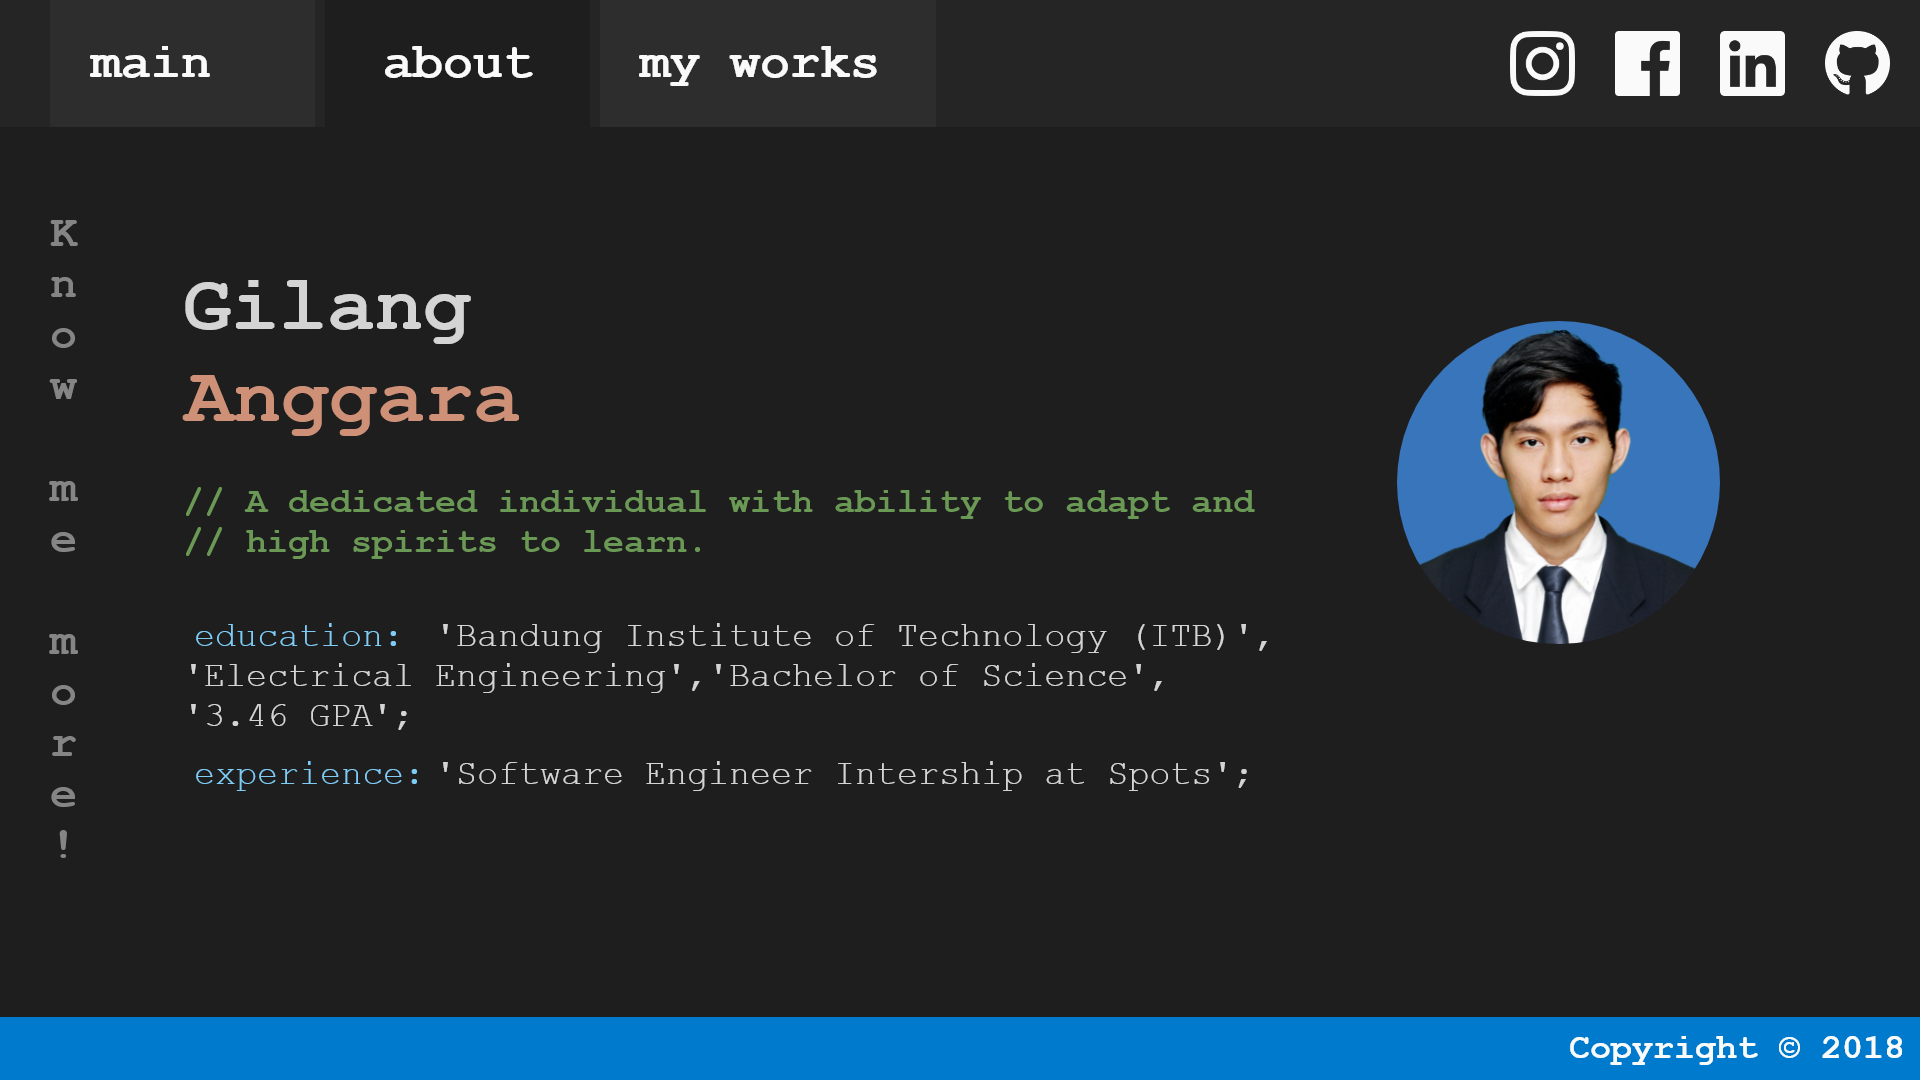 main about my works
Know me more!
Gilang
Anggara
// A dedicated individual with ability to adapt and
// high spirits to learn.
education: 'Bandung Institute of Technology (ITB)',
'Electrical Engineering','Bachelor of Science',
'3.46 GPA';
experience: 'Software Engineer Intership at Spots';
Copyright © 2018